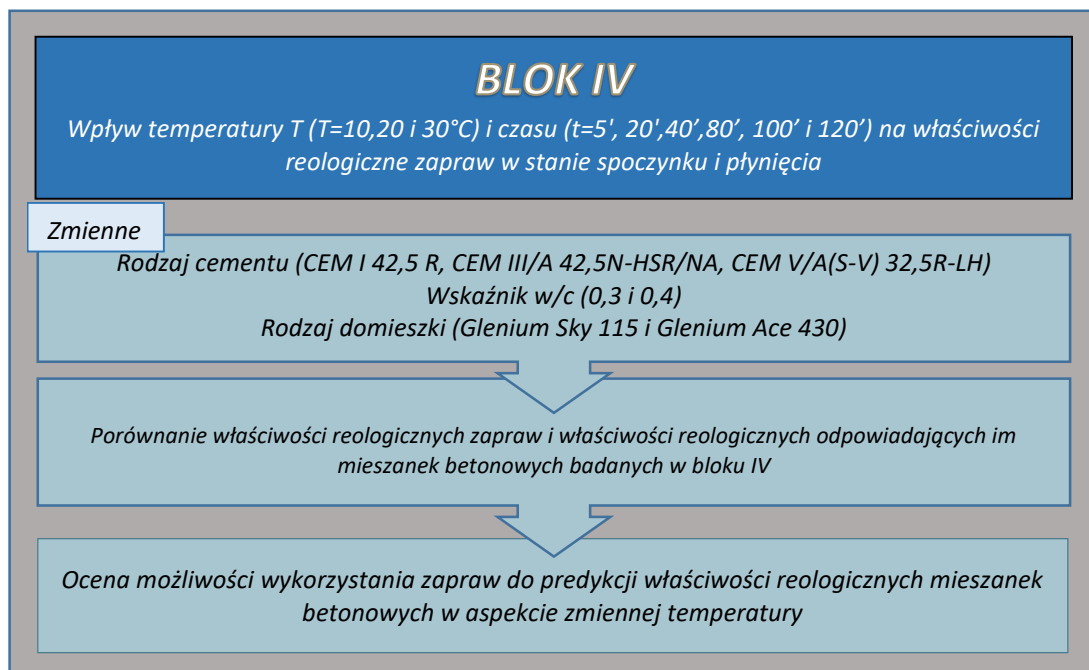 BLOK IV
Wpływ temperatury T (T=10,20 i 30°C) i czasu (t=5', 20',40’,80’, 100’ i 120’) na właściwości
reologiczne zapraw w stanie spoczynku i płynięcia
Zmienne
Rodzaj cementu (CEM I 42,5 R, CEM III/A 42,5N-HSR/NA, CEM V/A(S-V) 32,5R-LH)
Wskaźnik w/c (0,3 i 0,4)
Rodzaj domieszki (Glenium Sky 115 i Glenium Ace 430)
Porównanie właściwości reologicznych zapraw i właściwości reologicznych odpowiadających im
mieszanek betonowych badanych w bloku IV
Ocena możliwości wykorzystania zapraw do predykcji właściwości reologicznych mieszanek
betonowych w aspekcie zmiennej temperatury